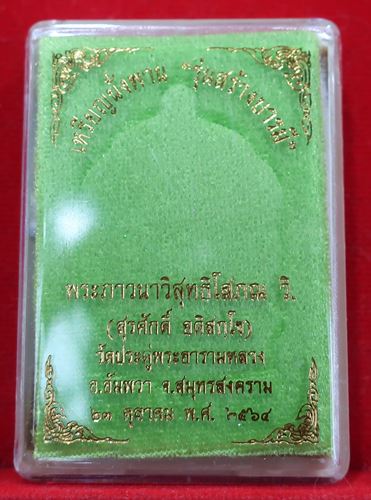 เหรียญนั่งพาน "รุ่นสร้างบารมี"
พระภาวนาวิสุทธิโสภณ วิ.
(สุรศักดิ์ อติสกฺโข)
วัดประดู่พระอารามหลวง
อ.อัมพวา จ.สมุทรสงคราม
๒๓ ตุลาคม พ.ศ. ๒๕๖๔